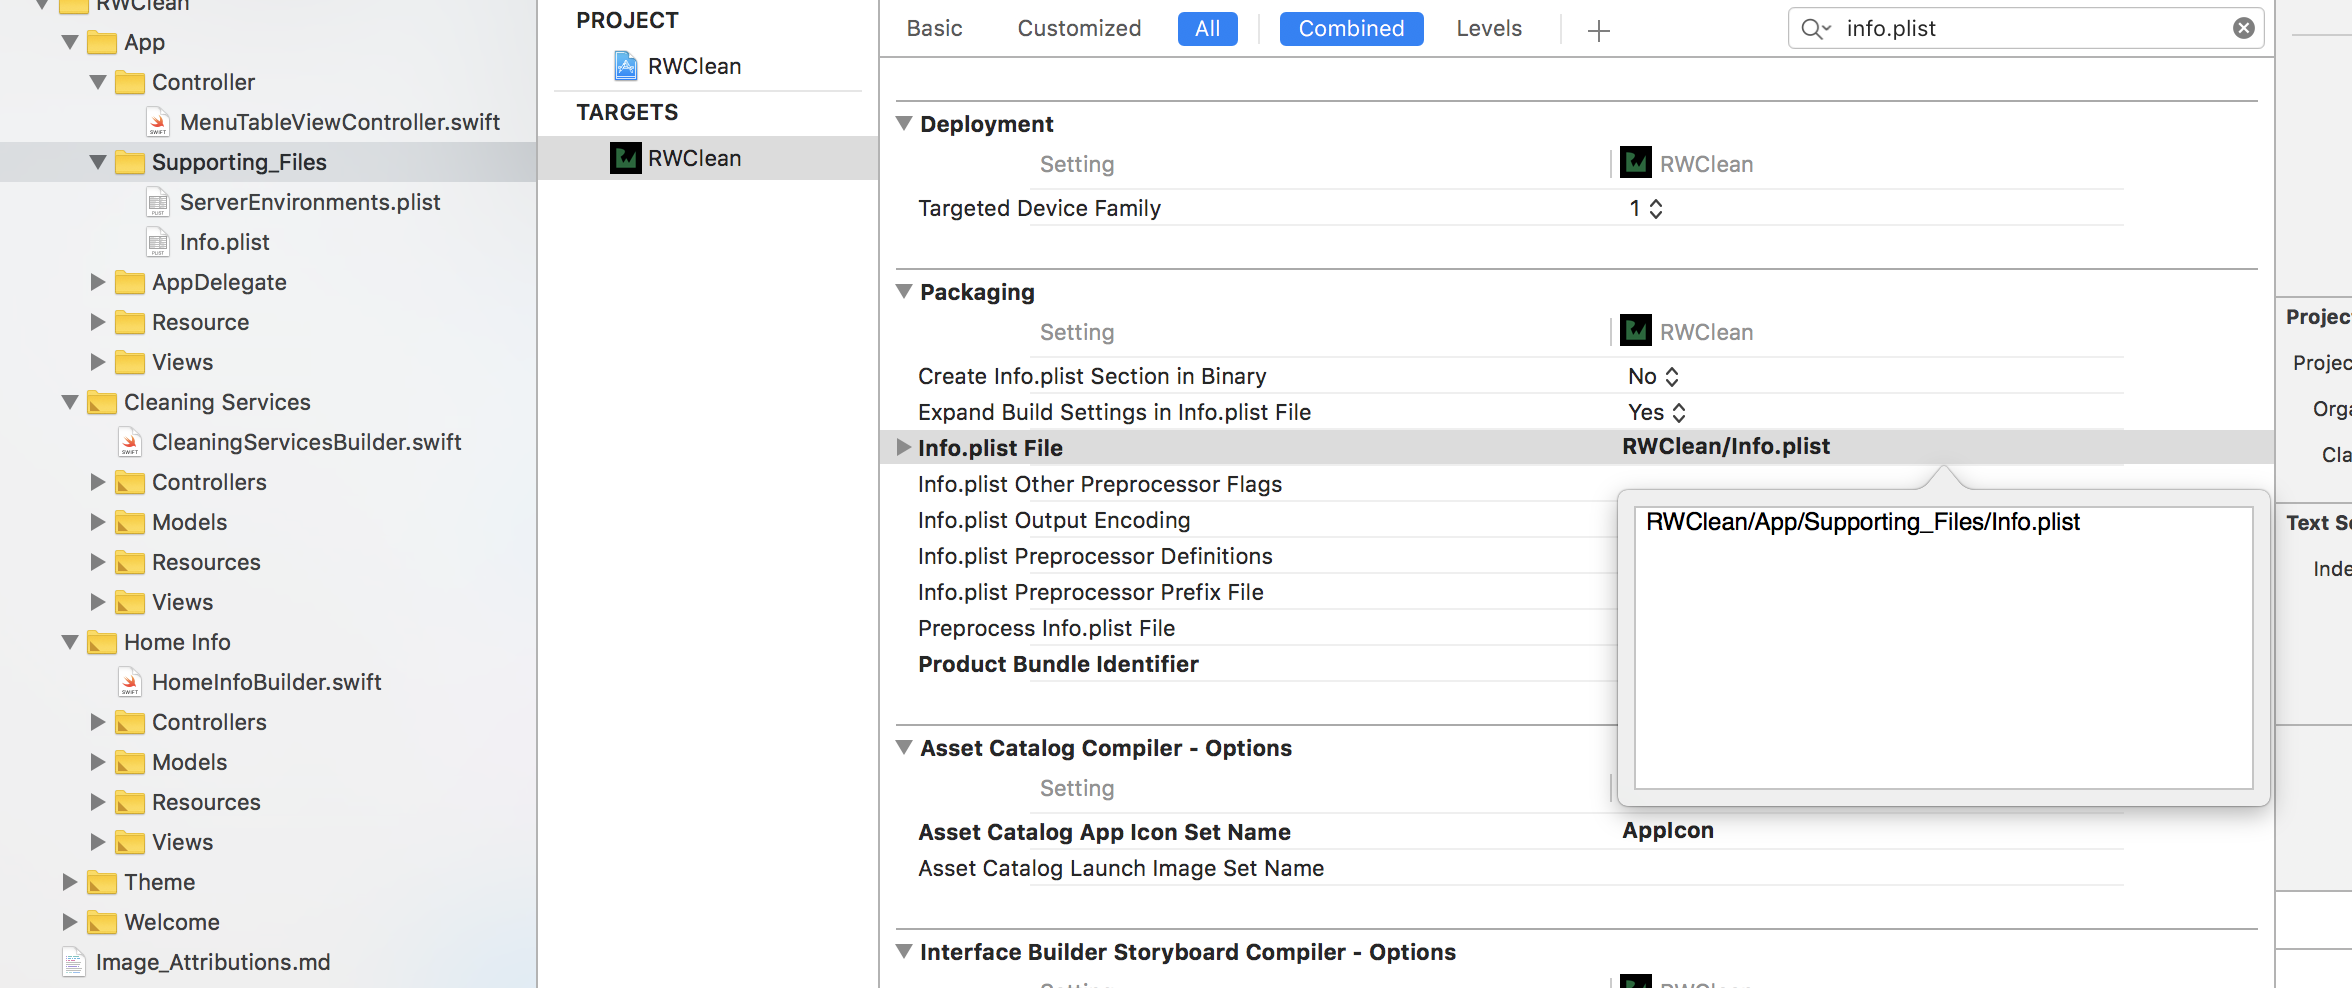 RWClean
App
Controller
MenuTableViewController.swift
Supporting_Files
ServerEnvironments.plist
Info.plist
AppDelegate
Resource
Views
Cleaning Services
CleaningServicesBuilder.swift
Controllers
Models
Resources
Views
Home Info
HomeInfoBuilder.swift
Controllers
Models
Resources
Views
Theme
Welcome
Image_Attributions.md
PROJECT
RWClean
TARGETS
RWClean
Basic Customized All Combined Levels + info.plist
Deployment
Setting RWClean
Targeted Device Family 1
Packaging
Setting RWClean
Create Info.plist Section in Binary No
Expand Build Settings in Info.plist File Yes
Info.plist File RWClean/Info.plist
Info.plist Other Preprocessor Flags
Info.plist Output Encoding
Info.plist Preprocessor Definitions
Info.plist Preprocessor Prefix File
Preprocess Info.plist File
Product Bundle Identifier
RWClean/App/Supporting_Files/Info.plist
Asset Catalog Compiler - Options
Setting
Asset Catalog App Icon Set Name AppIcon
Asset Catalog Launch Image Set Name
Interface Builder Storyboard Compiler - Options
Setting RWClean
Projec
Projec
Orga
Cla
Text Se
Inde